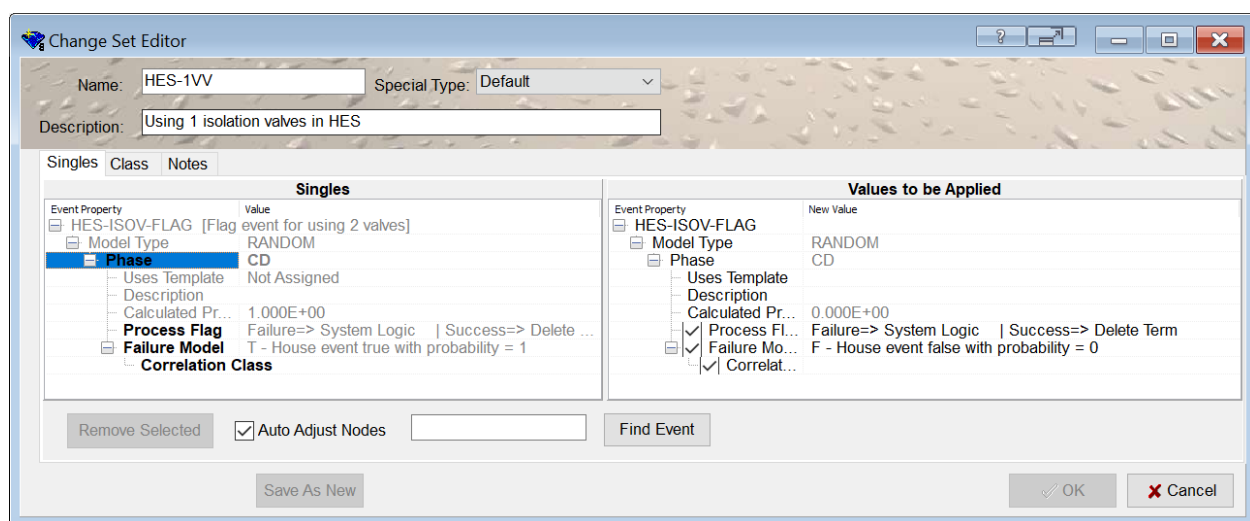 Change Set Editor
Name: HES-1VV Special Type: Default
Description: Using 1 isolation valves in HES
Singles Class Notes
Singles Values to be Applied
Event Property Value Event Property New Value
HES-ISOV-FLAG [Flag event for using 2 valves] HES-ISOV-FLAG
Model Type RANDOM Model Type RANDOM
Phase CD Phase CD
Uses Template Not Assigned Uses Template
Description Description
Calculated Pr... 1.000E+00 Calculated Pr... 0.000E+00
Process Flag Failure=> System Logic | Success=> Delete ... Process Fl... Failure=> System Logic | Success=> Delete Term
Failure Model T - House event true with probability = 1 Failure Mo... F - House event false with probability = 0
Correlation Class Correlat...
Remove Selected Auto Adjust Nodes Find Event
Save As New OK Cancel